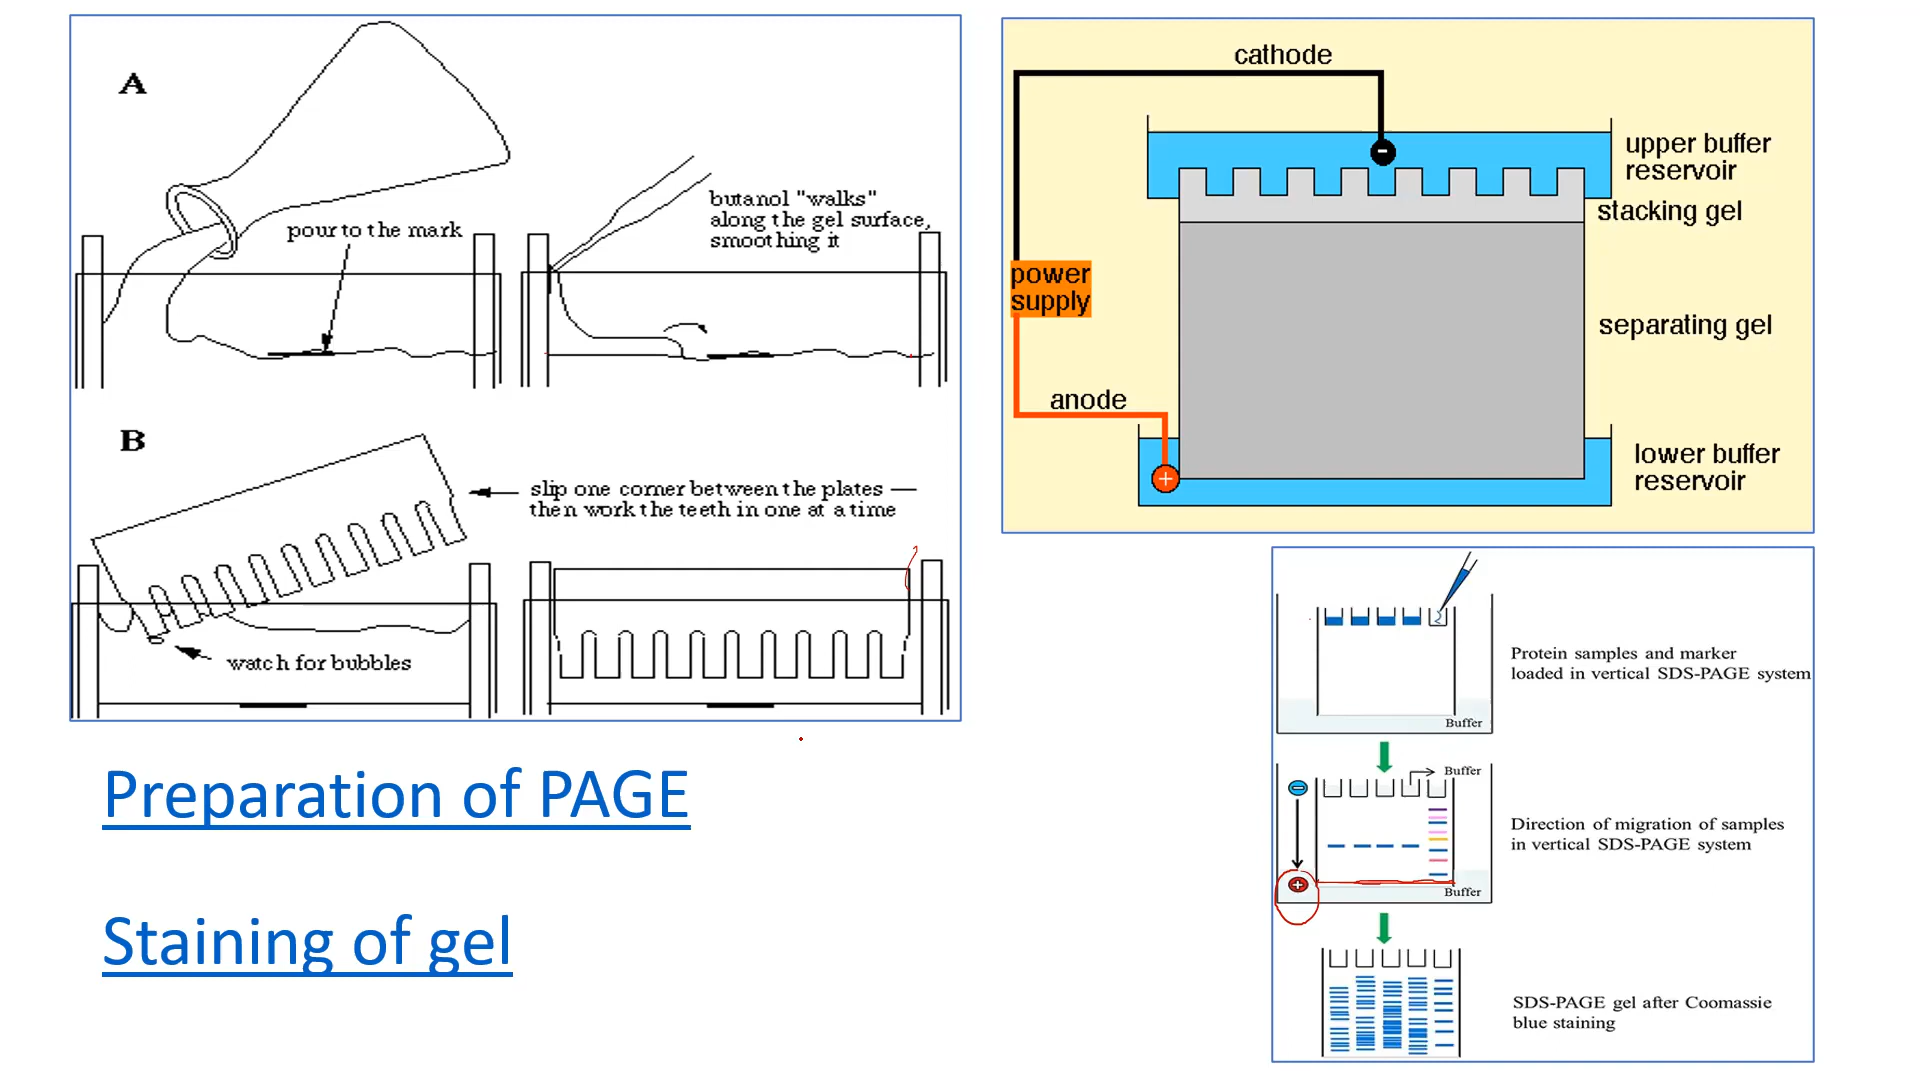 A
pour to the mark
butanol "walks"
along the gel surface,
smoothing it
B
slip one corner between the plates —
then work the teeth in one at a time
watch for bubbles
cathode
upper buffer
reservoir
stacking gel
power
supply
separating gel
anode
lower buffer
reservoir
Protein samples and marker
loaded in vertical SDS-PAGE system
Buffer
Buffer
Direction of migration of samples
in vertical SDS-PAGE system
Buffer
SDS-PAGE gel after Coomassie
blue staining
Preparation of PAGE
Staining of gel